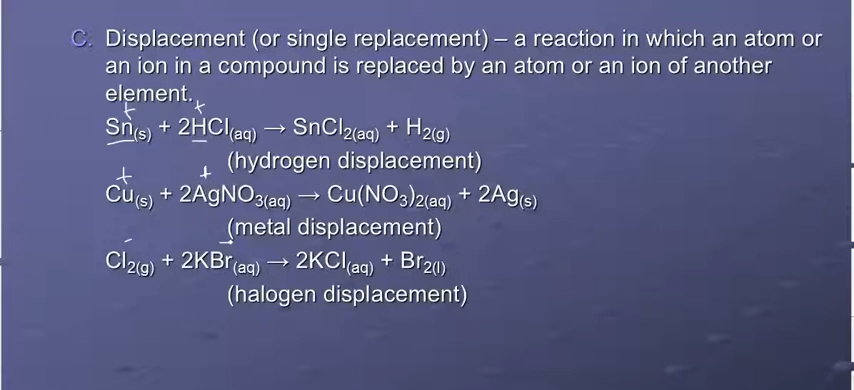 C. Displacement (or single replacement) – a reaction in which an atom or
an ion in a compound is replaced by an atom or an ion of another
element.
Sn(s) + 2HCl(aq) → SnCl2(aq) + H2(g)
(hydrogen displacement)
Cu(s) + 2AgNO3(aq) → Cu(NO3)2(aq) + 2Ag(s)
(metal displacement)
Cl2(g) + 2KBr(aq) → 2KCl(aq) + Br2(l)
(halogen displacement)